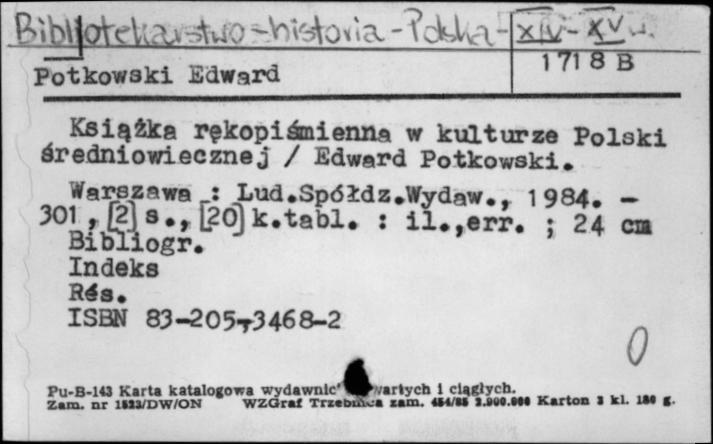 Bibljotekarstwo - historia - Polska - XIV - XV w.
Potkowski Edward
1718 B
Książka rękopiśmienna w kulturze Polski
średniowiecznej / Edward Potkowski.
Warszawa : Lud.Spółdz.Wydaw., 1984. -
301, [2] s., [20] k.tabl. : il.,err. ; 24 cm
Bibliogr.
Indeks
Rés.
ISBN 83-205-3468-2
0
Pu-B-143 Karta katalogowa wydawnic wartych i ciągłych.
Zam. nr 1523/DW/ON WZGraf Trzebnica zam. 454/85 2.000.000 Karton 3 kl. 180 g.